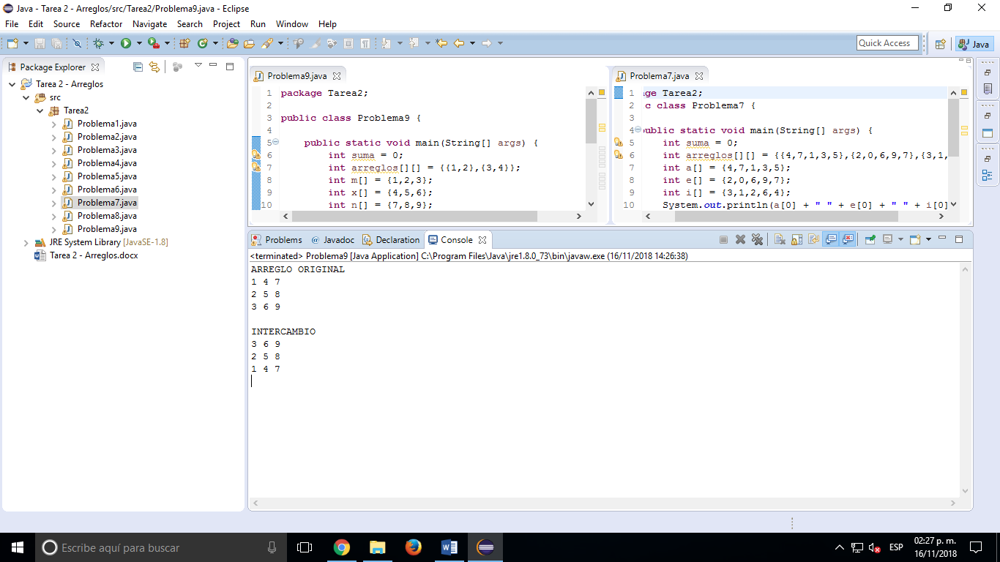 Java - Tarea 2 - Arreglos/src/Tarea2/Problema9.java - Eclipse
File Edit Source Refactor Navigate Search Project Run Window Help
Quick Access
Java
Package Explorer
Tarea 2 - Arreglos
src
Tarea2
Problema1.java
Problema2.java
Problema3.java
Problema4.java
Problema5.java
Problema6.java
Problema7.java
Problema8.java
Problema9.java
JRE System Library [JavaSE-1.8]
Tarea 2 - Arreglos.docx
Problema9.java
1 package Tarea2;
2
3 public class Problema9 {
4
5 public static void main(String[] args) {
6 int suma = 0;
7 int arreglos[][] = {{1,2},{3,4}};
8 int m[] = {1,2,3};
9 int x[] = {4,5,6};
10 int n[] = {7,8,9};
Problema7.java
1 age Tarea2;
2 c class Problema7 {
3
4 public static void main(String[] args) {
5 int suma = 0;
6 int arreglos[][] = {{4,7,1,3,5},{2,0,6,9,7},{3,1,
7 int a[] = {4,7,1,3,5};
8 int e[] = {2,0,6,9,7};
9 int i[] = {3,1,2,6,4};
10 System.out.println(a[0] + " " + e[0] + " " + i[0]
Problems @ Javadoc Declaration Console
<terminated> Problema9 [Java Application] C:\Program Files\Java\jre1.8.0_73\bin\javaw.exe (16/11/2018 14:26:38)
ARREGLO ORIGINAL
1 4 7
2 5 8
3 6 9
INTERCAMBIO
3 6 9
2 5 8
1 4 7
Escribe aquí para buscar
ESP
02:27 p. m.
16/11/2018